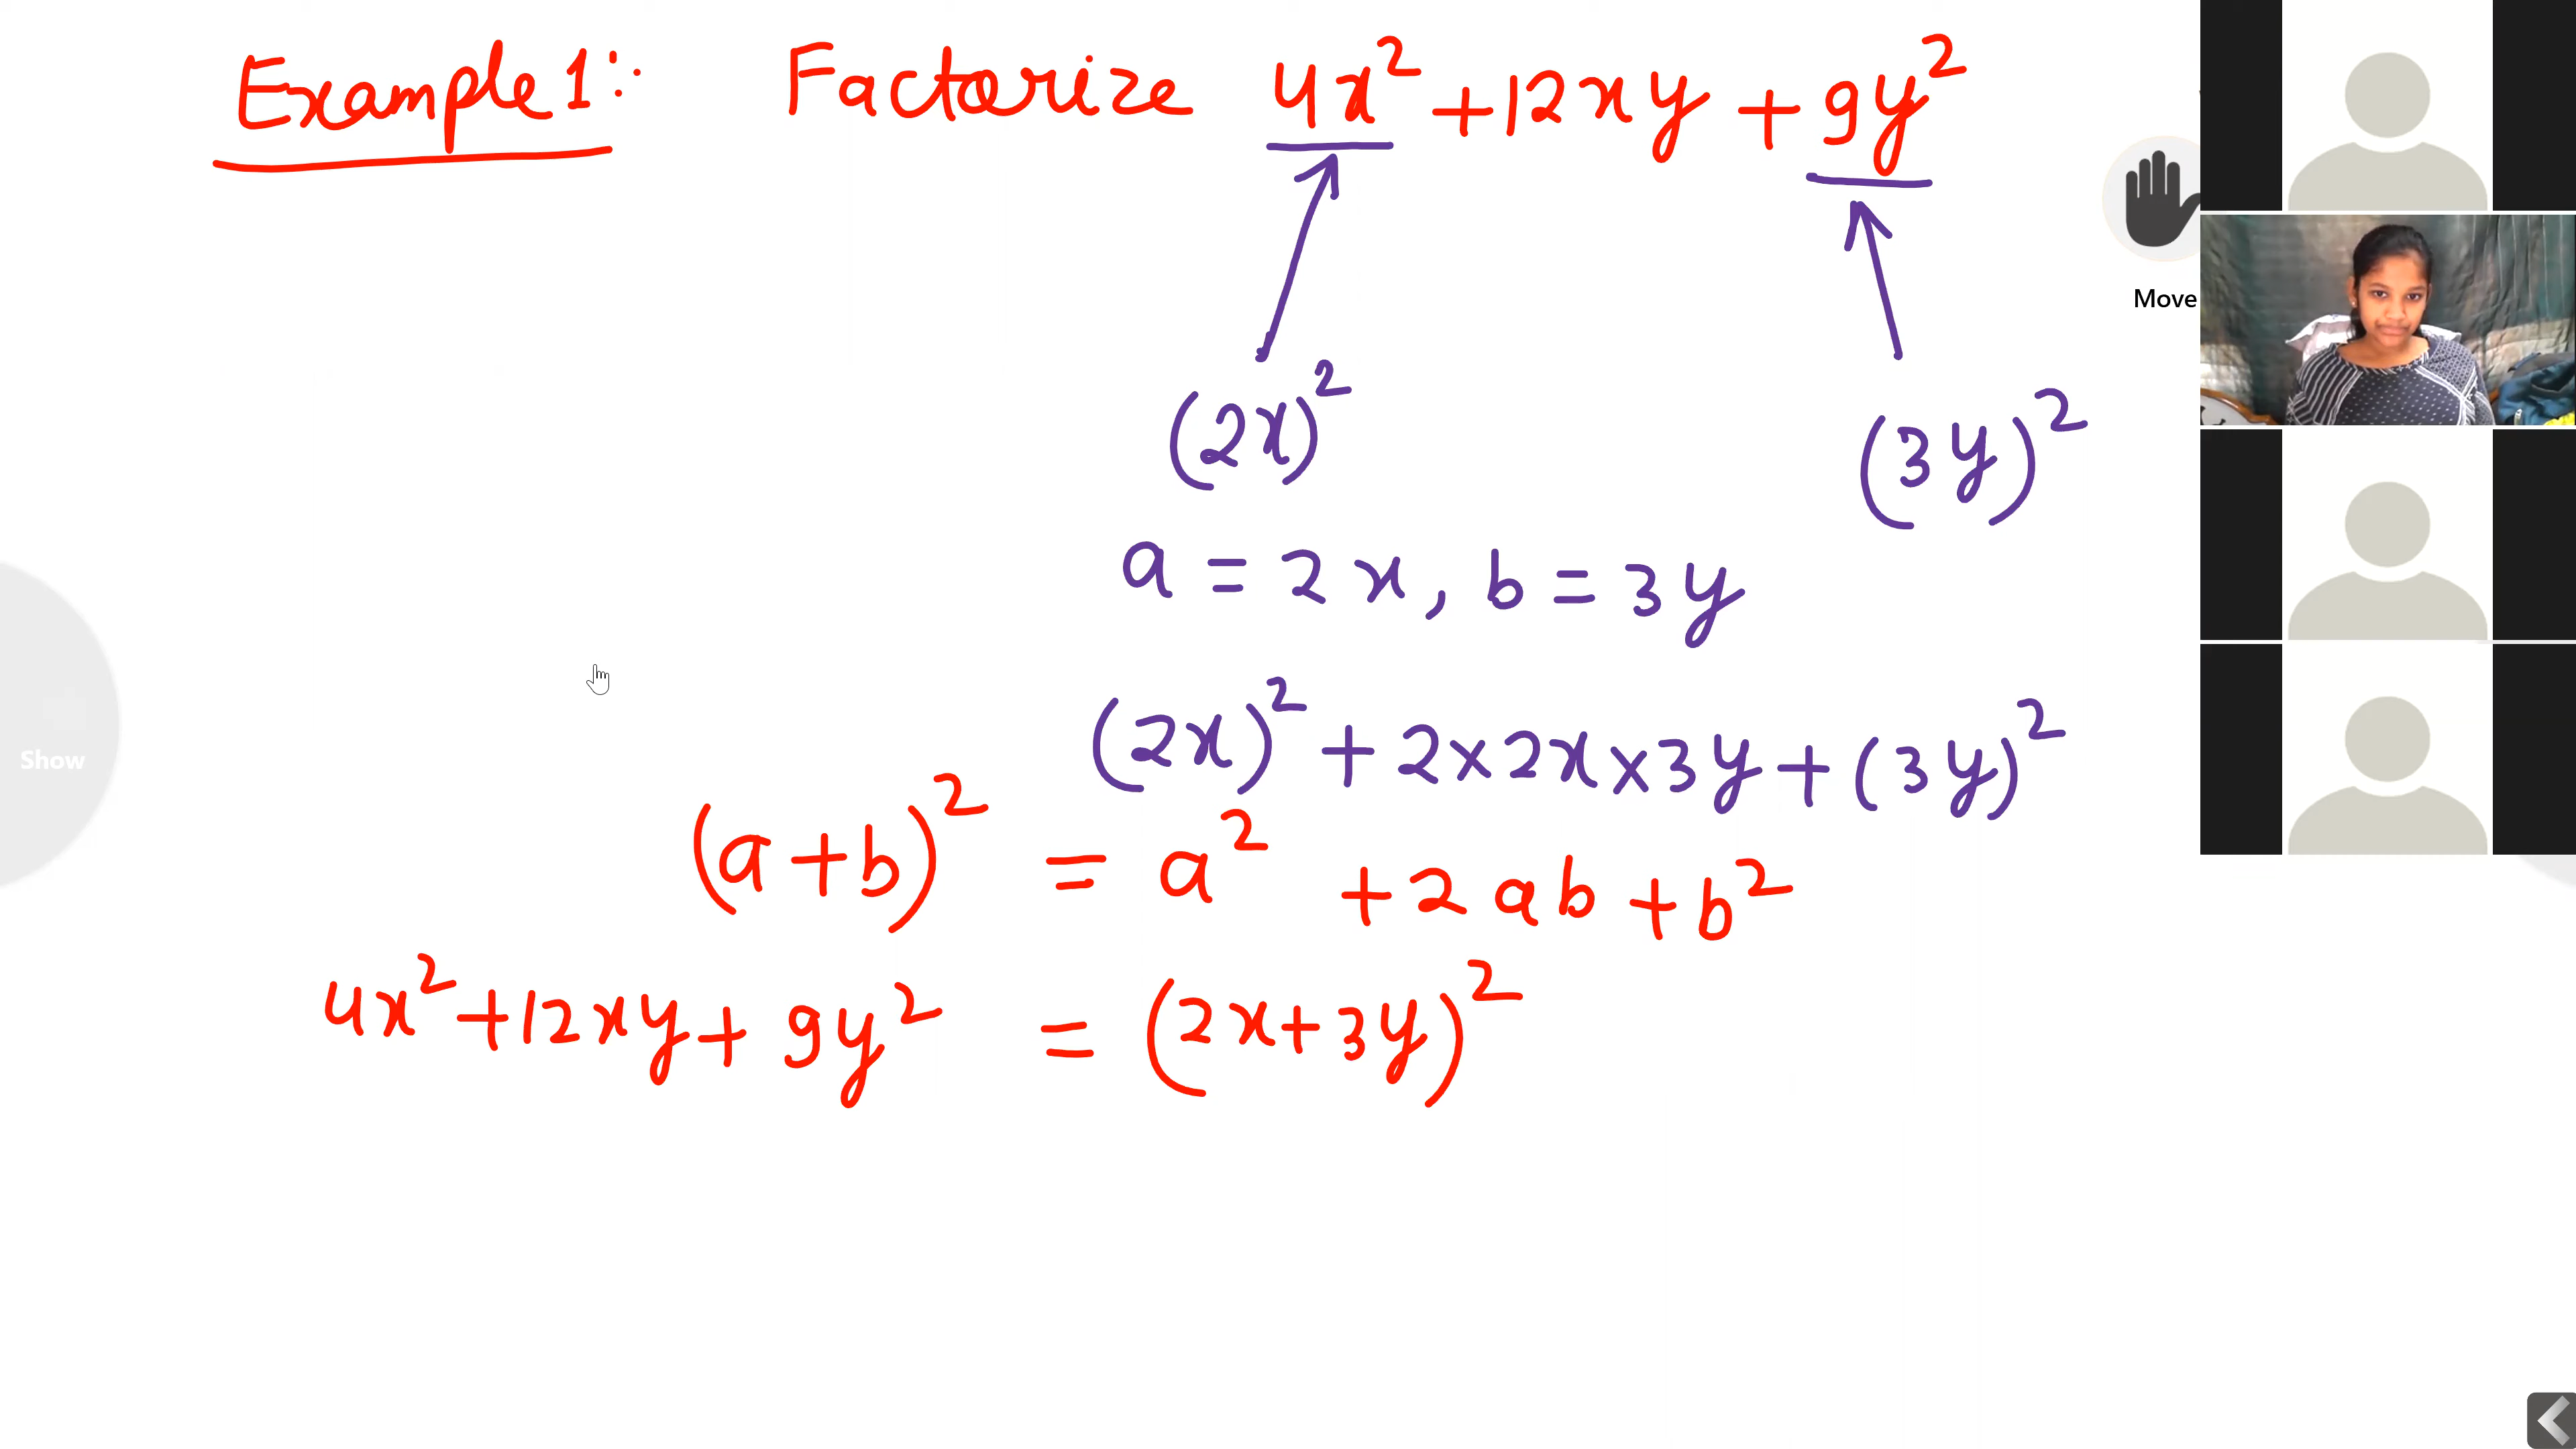 Example 1:- Factorize 4x² + 12xy + 9y²
Move
(2x)² (3y)²
a = 2x, b = 3y
(2x)² + 2×2x×3y + (3y)²
Show
(a+b)² = a² + 2ab + b²
4x² + 12xy + 9y² = (2x+3y)²